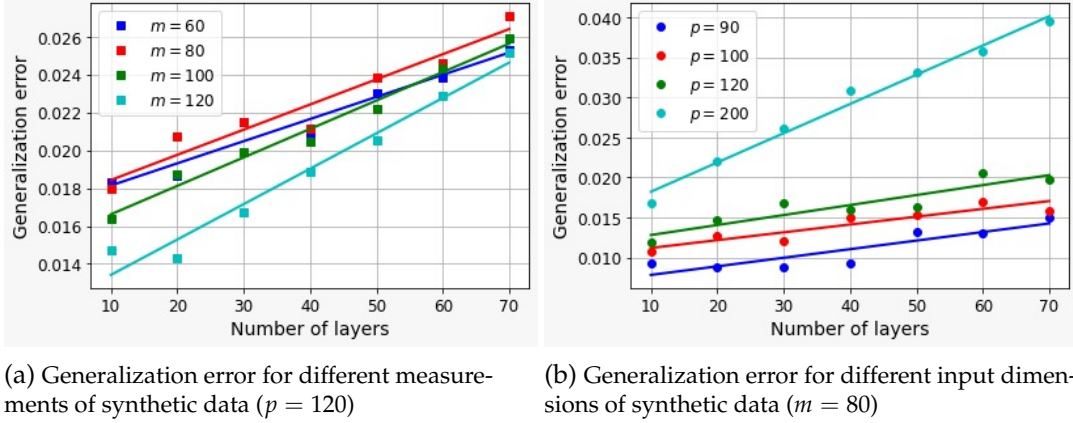 0.026
0.024
0.022
0.020
0.018
0.016
0.014
Generalization error
m = 60
m = 80
m = 100
m = 120
10 20 30 40 50 60 70
Number of layers
0.040
0.035
0.030
0.025
0.020
0.015
0.010
Generalization error
p = 90
p = 100
p = 120
p = 200
10 20 30 40 50 60 70
Number of layers
(a) Generalization error for different measure-
ments of synthetic data (p = 120)
(b) Generalization error for different input dimen-
sions of synthetic data (m = 80)